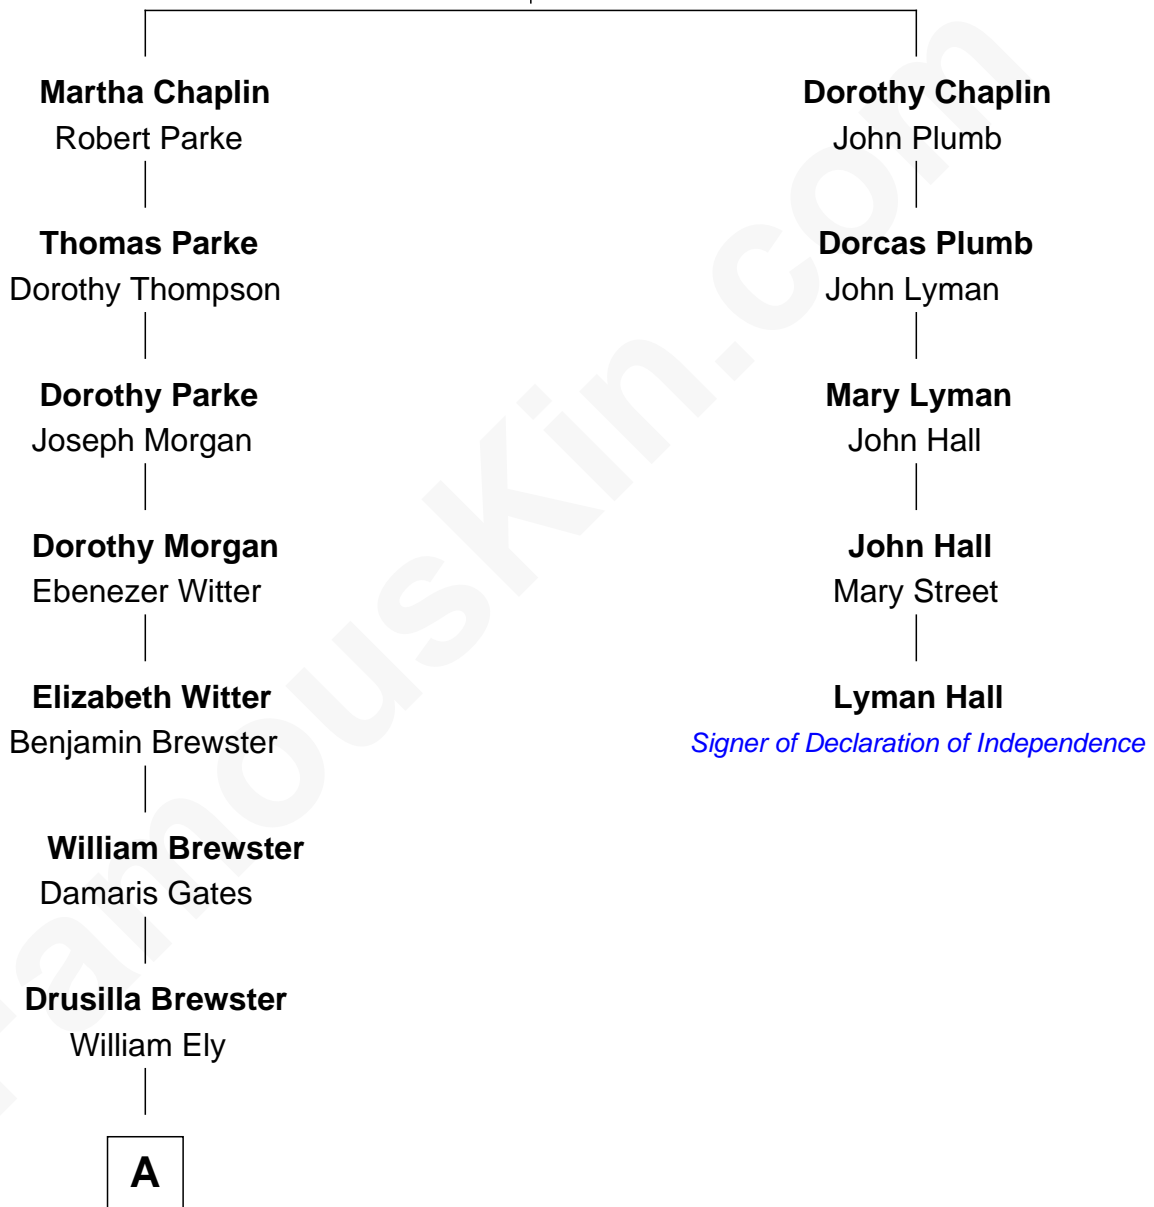 Martha Chaplin
Robert Parke
Dorothy Chaplin
John Plumb
Thomas Parke
Dorothy Thompson
Dorcas Plumb
John Lyman
Dorothy Parke
Joseph Morgan
Mary Lyman
John Hall
Dorothy Morgan
Ebenezer Witter
John Hall
Mary Street
Elizabeth Witter
Benjamin Brewster
Lyman Hall
Signer of Declaration of Independence
William Brewster
Damaris Gates
Drusilla Brewster
William Ely
A
FamousKin.com